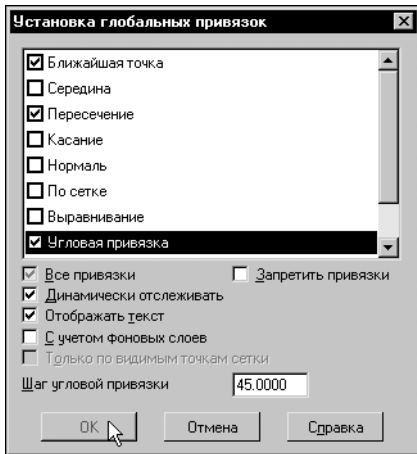 Установка глобальных привязок
Ближайшая точка
Середина
Пересечение
Касание
Нормаль
По сетке
Выравнивание
Угловая привязка
Все привязки Запретить привязки
Динамически отслеживать
Отображать текст
С учетом фоновых слоев
Только по видимым точкам сетки
Шаг угловой привязки 45.0000
OK Отмена Справка